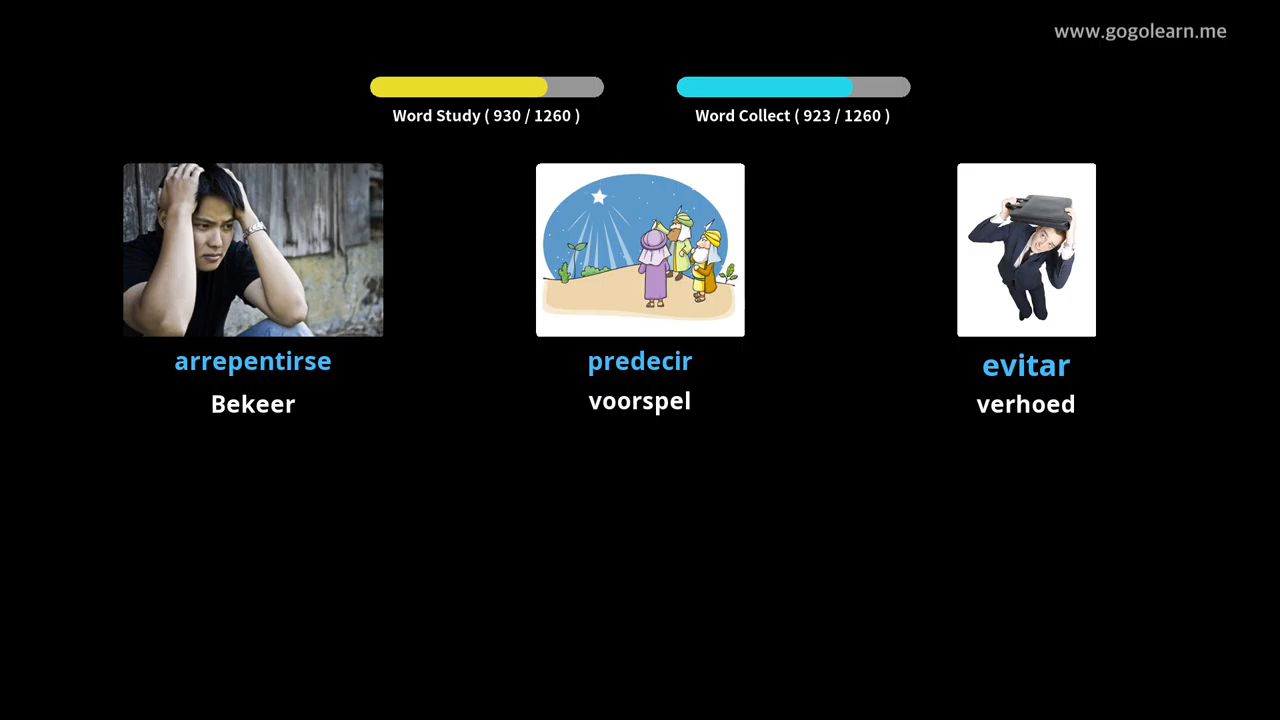 www.gogolearn.me
Word Study ( 930 / 1260 )
Word Collect ( 923 / 1260 )
arrepentirse
Bekeer
predecir
voorspel
evitar
verhoed